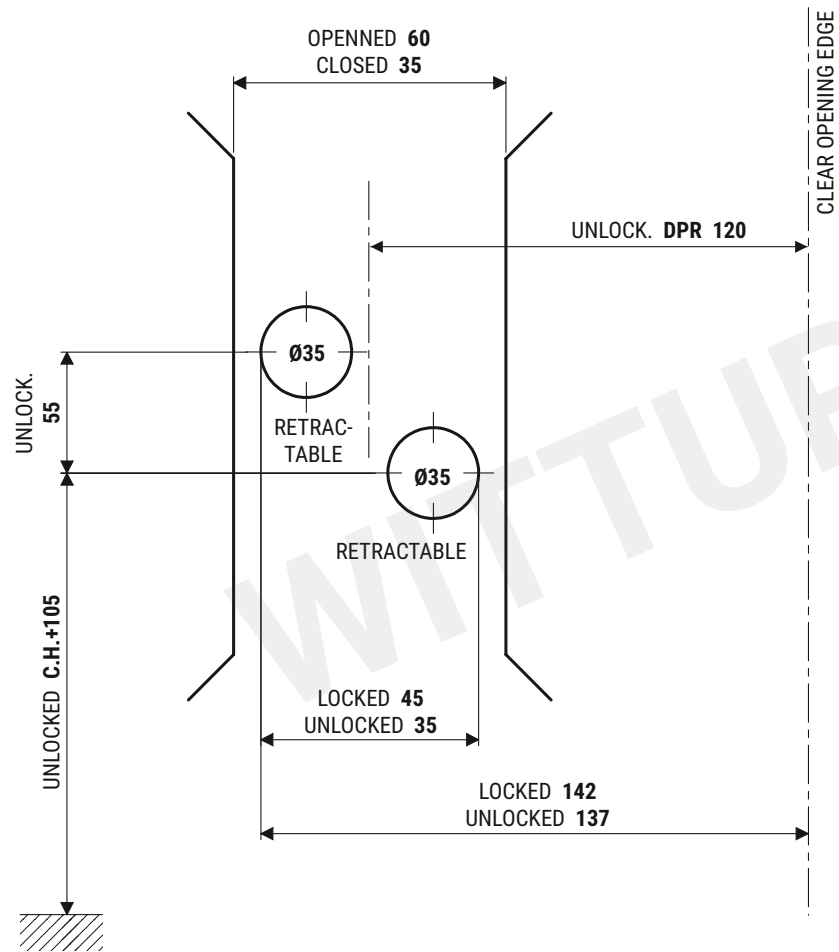 OPENNED 60
CLOSED 35
CLEAR OPENING EDGE
UNLOCK. DPR 120
Ø35
UNLOCK.
55
RETRAC-
TABLE
Ø35
RETRACTABLE
UNLOCKED C.H.+105
LOCKED 45
UNLOCKED 35
LOCKED 142
UNLOCKED 137